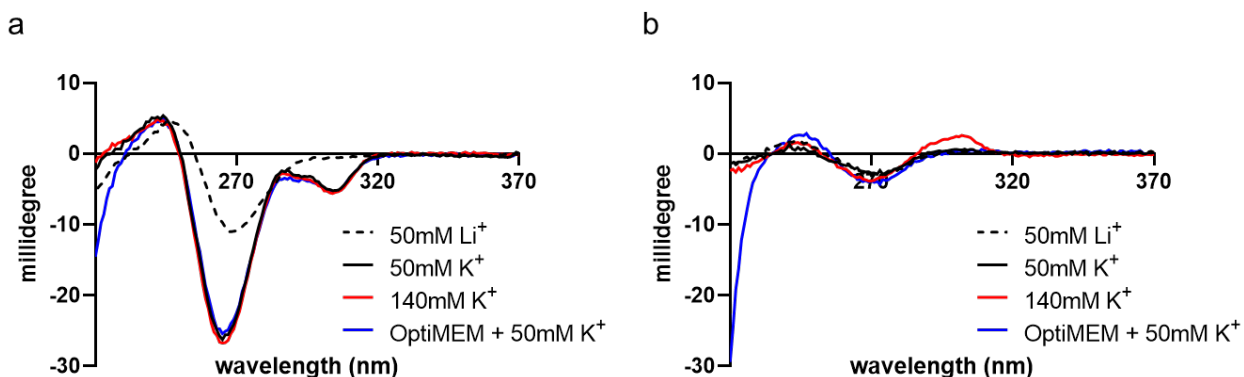 a
10
0
-10
-20
-30
millidegree
270
320
370
wavelength (nm)
50mM Li⁺
50mM K⁺
140mM K⁺
OptiMEM + 50mM K⁺
b
10
0
-10
-20
-30
millidegree
270
320
370
wavelength (nm)
50mM Li⁺
50mM K⁺
140mM K⁺
OptiMEM + 50mM K⁺